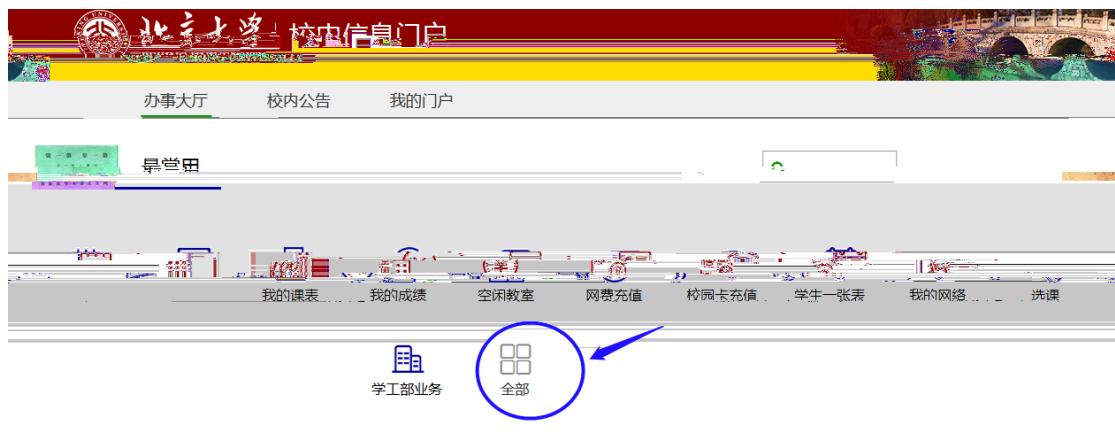 北京大学 校内信息门户
办事大厅 校内公告 我的门户
最常用
我的课表 我的成绩 空闲教室 网费充值 校园卡充值 学生一张表 我的网络 选课
学工部业务 全部